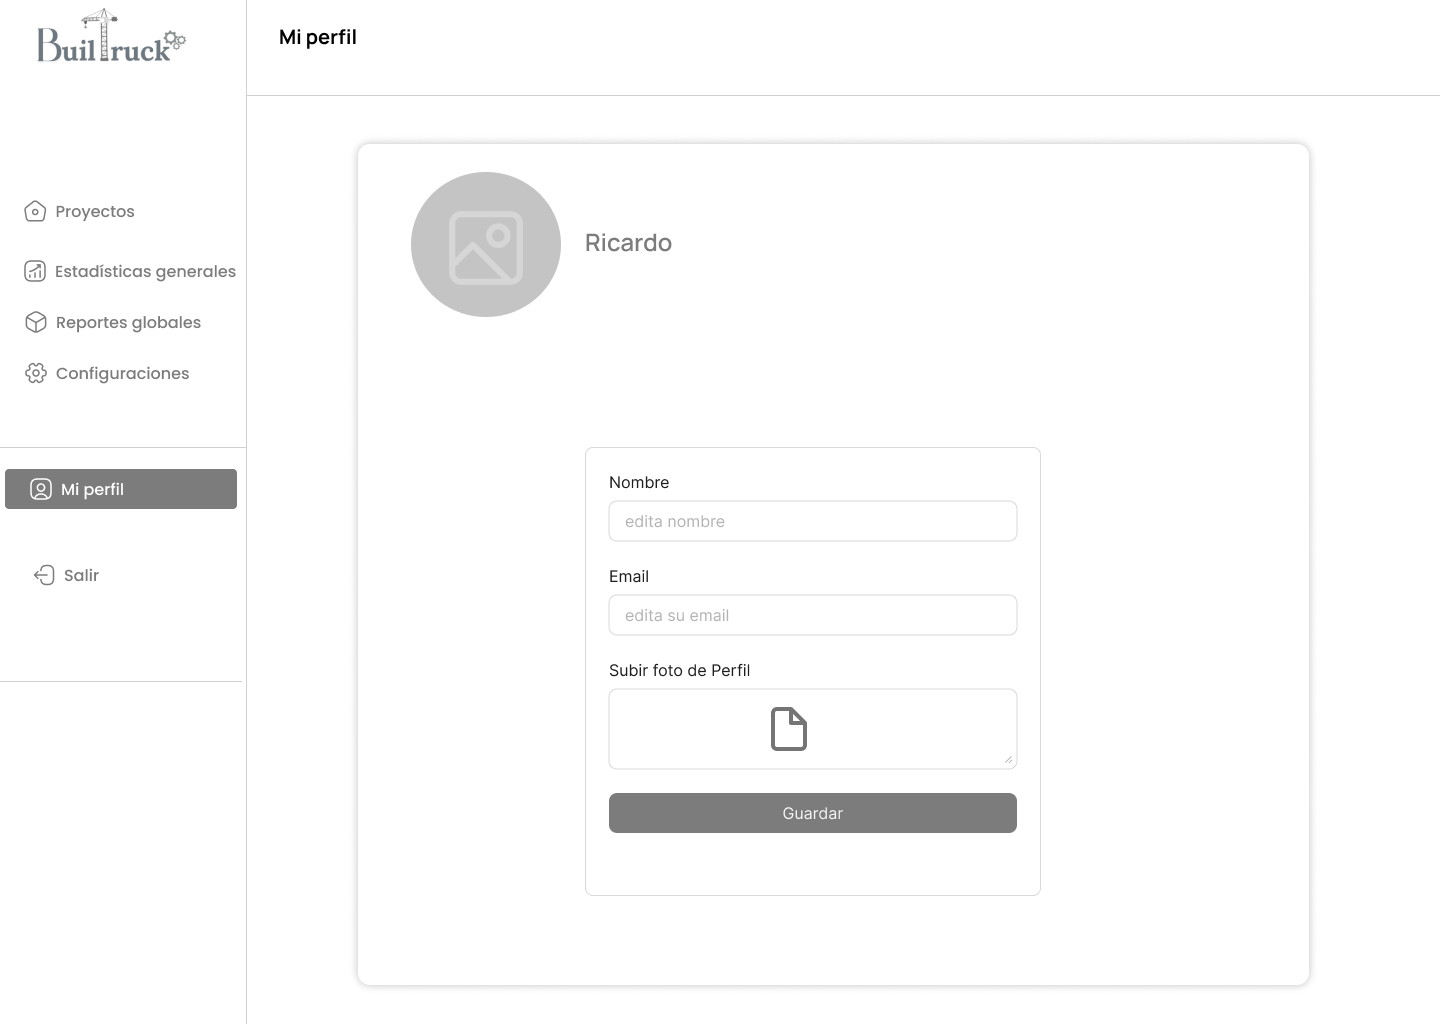 BuilTruck
Mi perfil
Proyectos
Estadísticas generales
Reportes globales
Configuraciones
Mi perfil
Salir
Ricardo
Nombre
edita nombre
Email
edita su email
Subir foto de Perfil
Guardar